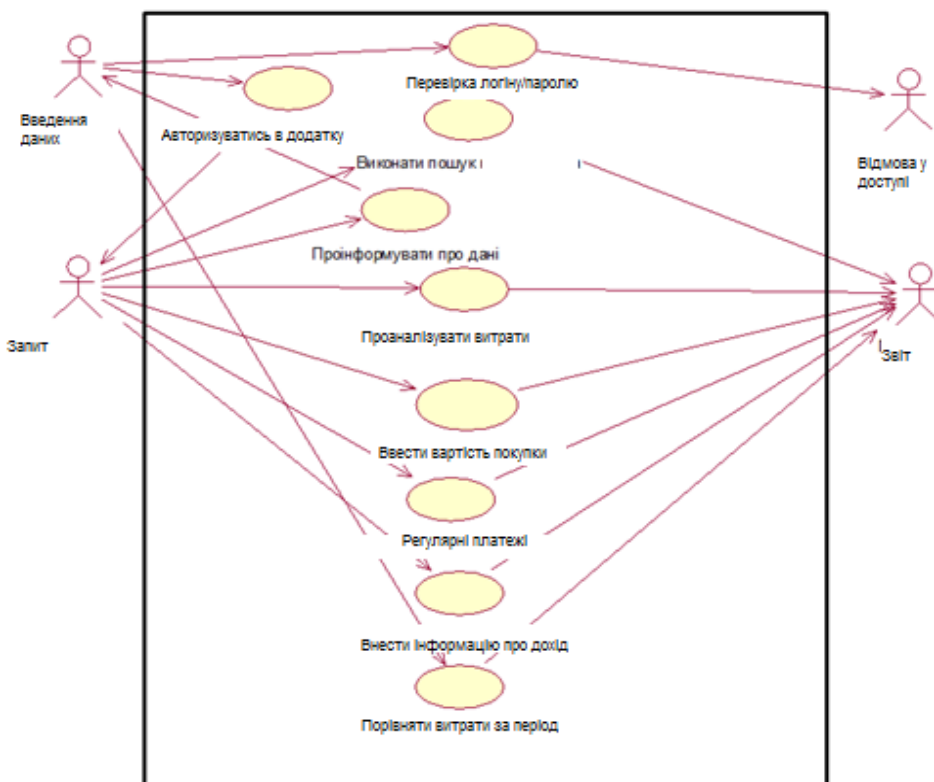 Перевірка логіну/паролю
Введення
даних
Авторизуватись в додатку
Виконати пошук
Відмова у
доступі
Проінформувати про дані
Запит
Проаналізувати витрати
Звіт
Ввести вартість покупки
Регулярні платежі
Внести інформацію про дохід
Порівняти витрати за період